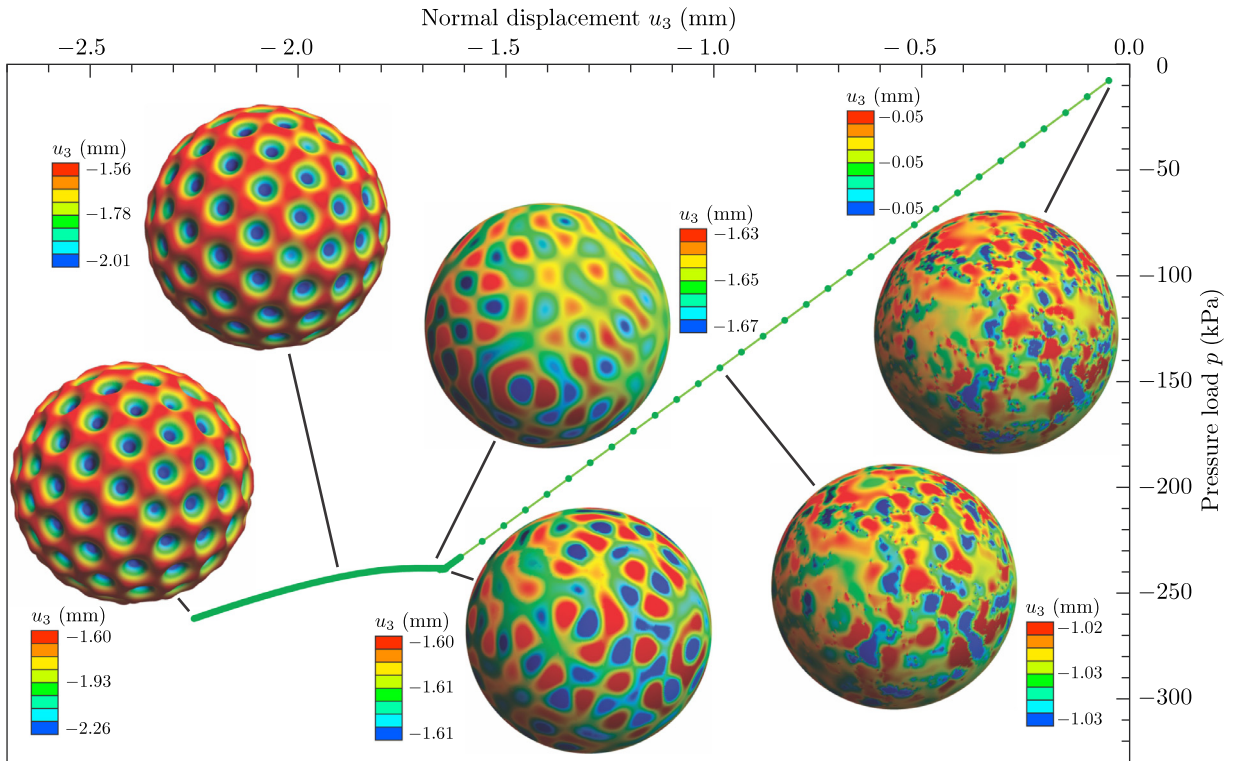 Normal displacement u₃ (mm)
−2.5 −2.0 −1.5 −1.0 −0.5 0.0
0
−50
−100
−150
−200
−250
−300
Pressure load p (kPa)
u₃ (mm)
−1.56
−1.78
−2.01
u₃ (mm)
−0.05
−0.05
−0.05
u₃ (mm)
−1.63
−1.65
−1.67
u₃ (mm)
−1.60
−1.93
−2.26
u₃ (mm)
−1.60
−1.61
−1.61
u₃ (mm)
−1.02
−1.03
−1.03